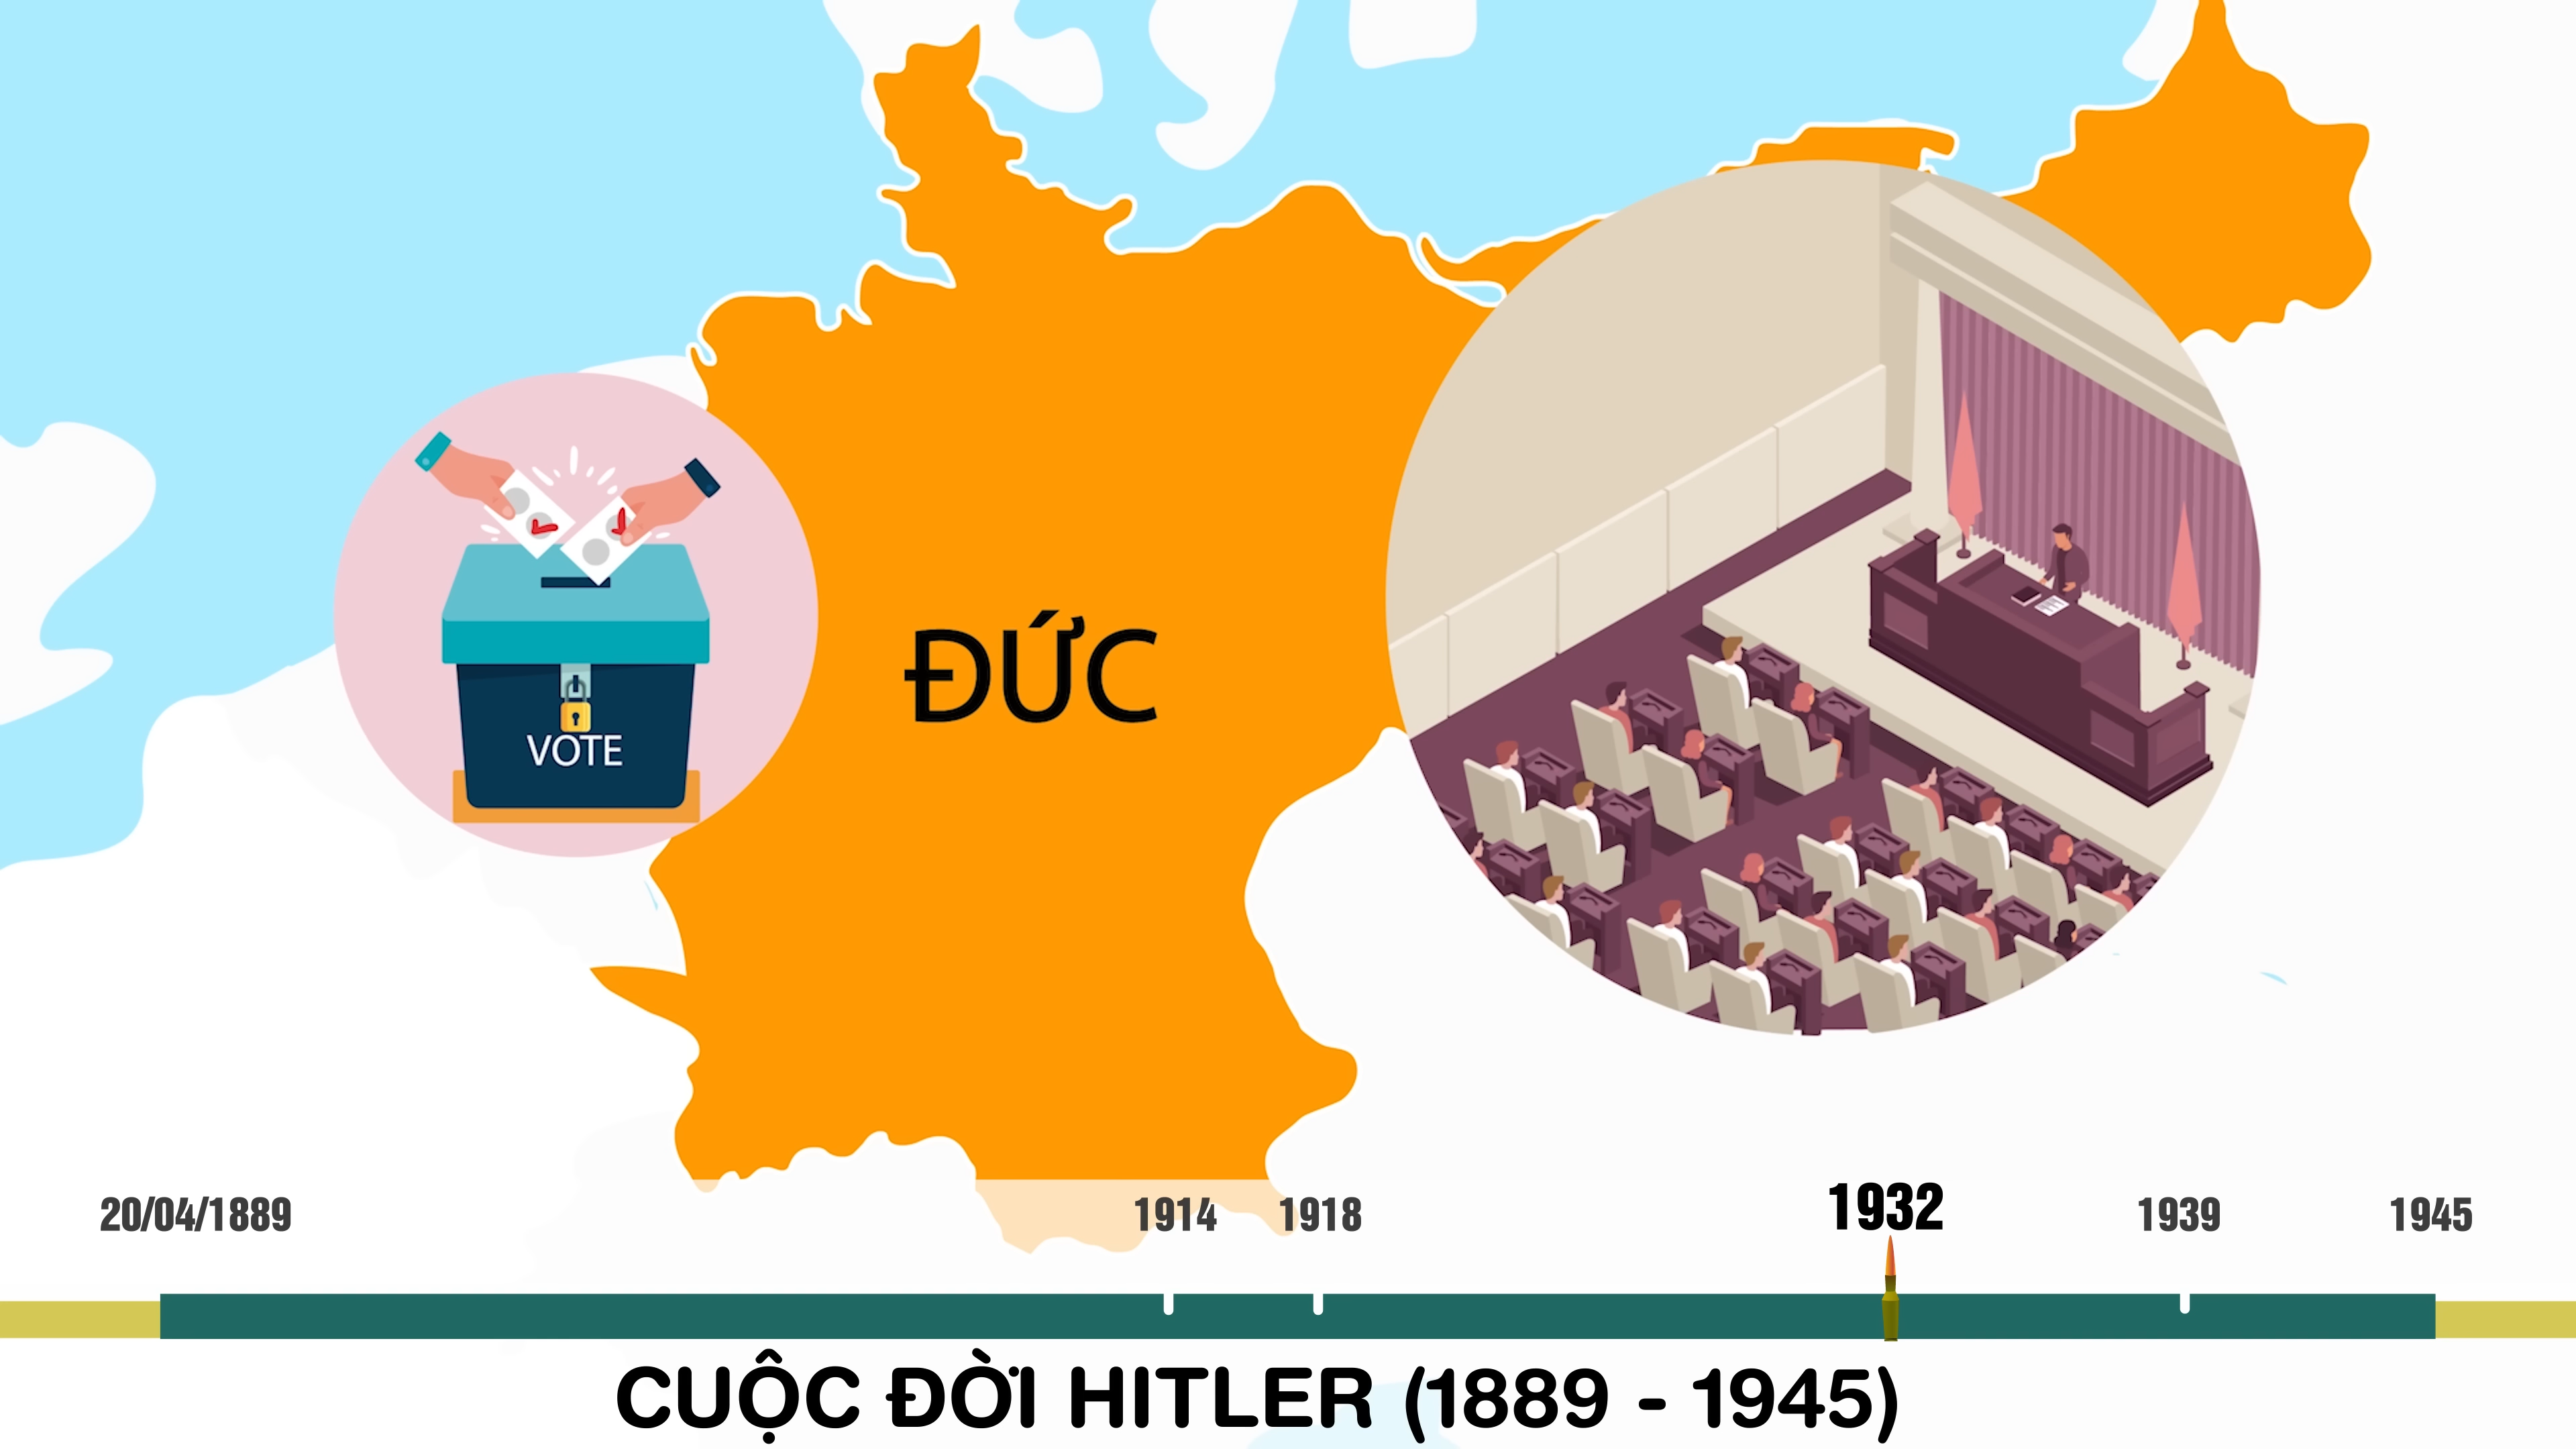 VOTE
ĐỨC
20/04/1889
1914
1918
1932
1939
1945
CUỘC ĐỜI HITLER (1889 - 1945)